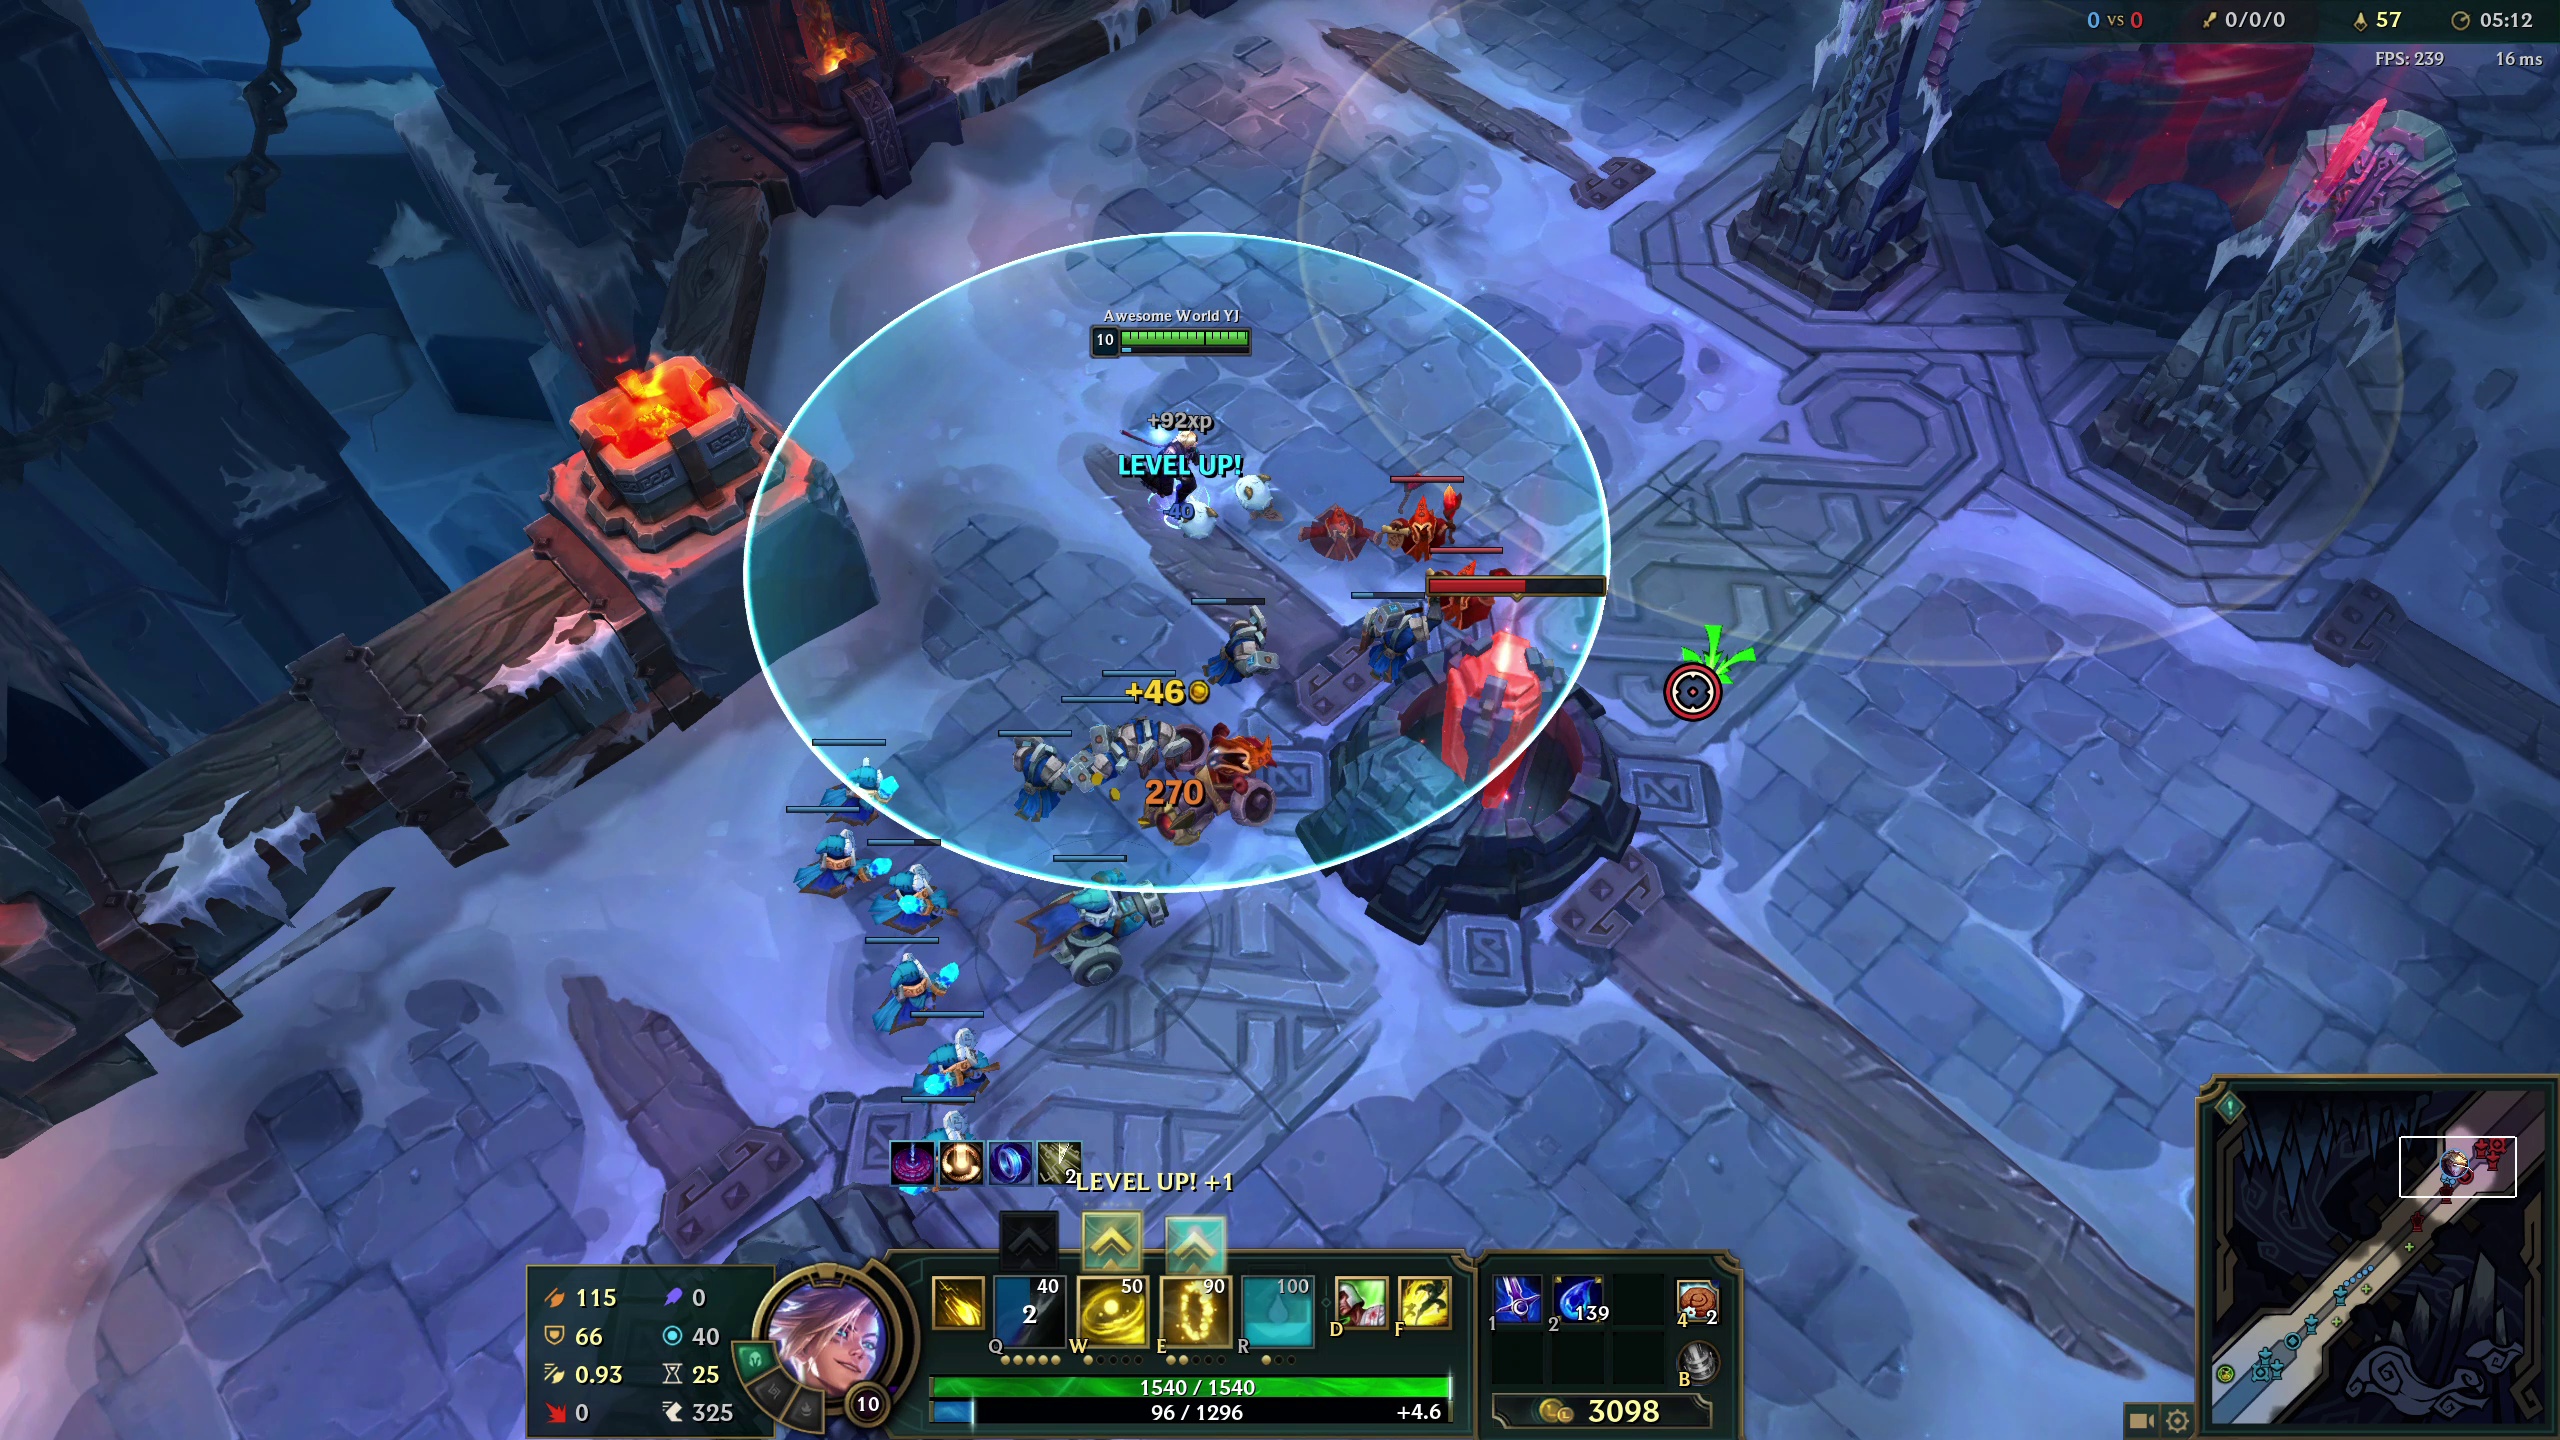 0 VS 0 0/0/0 57 05:12
FPS: 239 16 ms
Awesome World YJ
10
+92xp
LEVEL UP!
-40
+46
270
2
LEVEL UP! +1
115 0
66 40
0.93 25
0 325
10
40 50 90 100
2
Q W E R D F
1540 / 1540
96 / 1296 +4.6
1 2 139 4 2
B
3098